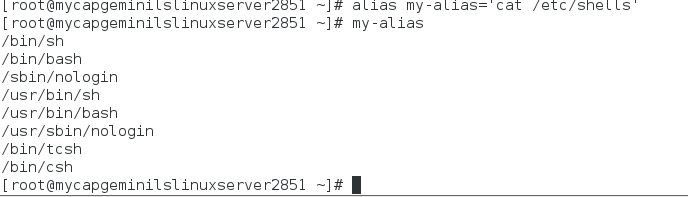 [root@mycapgeminilslinuxserver2851 ~]# alias my-alias='cat /etc/shells'
[root@mycapgeminilslinuxserver2851 ~]# my-alias
/bin/sh
/bin/bash
/sbin/nologin
/usr/bin/sh
/usr/bin/bash
/usr/sbin/nologin
/bin/tcsh
/bin/csh
[root@mycapgeminilslinuxserver2851 ~]#